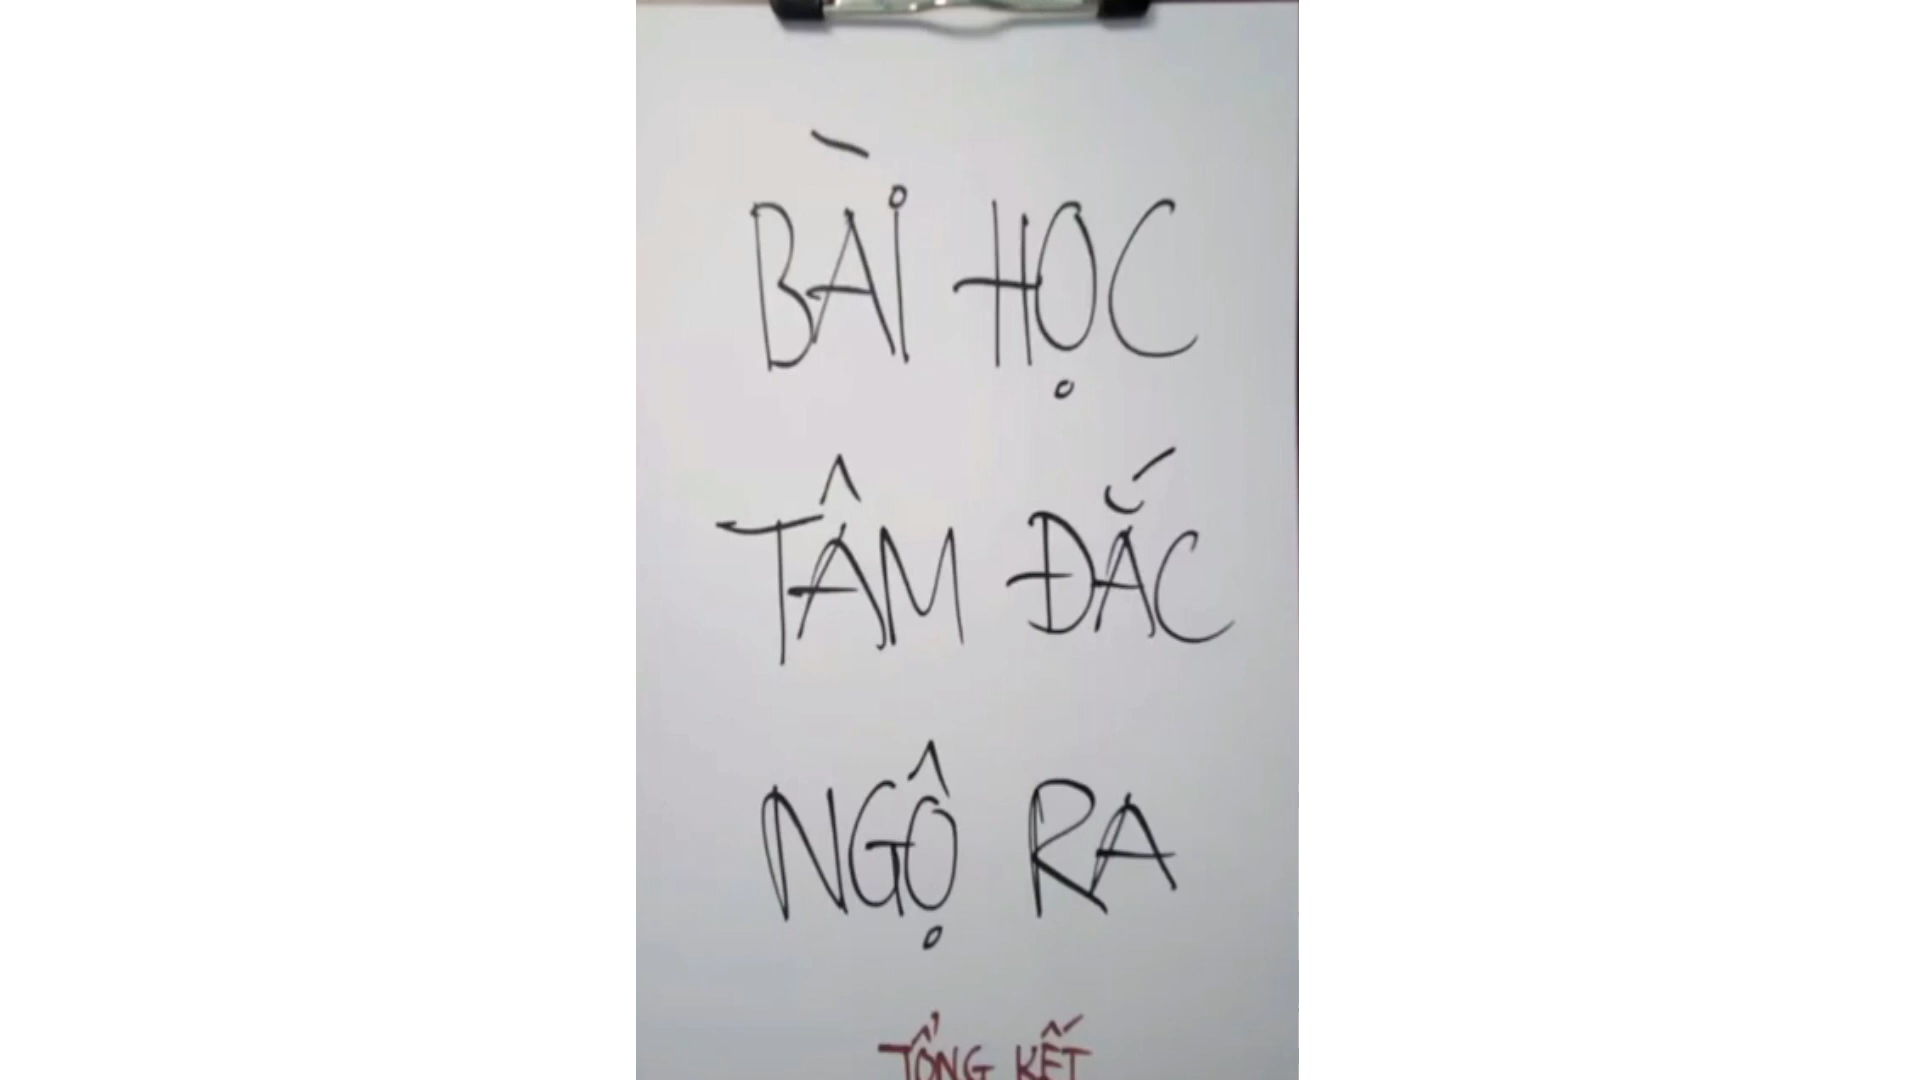 BÀI HỌC
TÂM ĐẮC
NGỘ RA
TỔNG KẾT